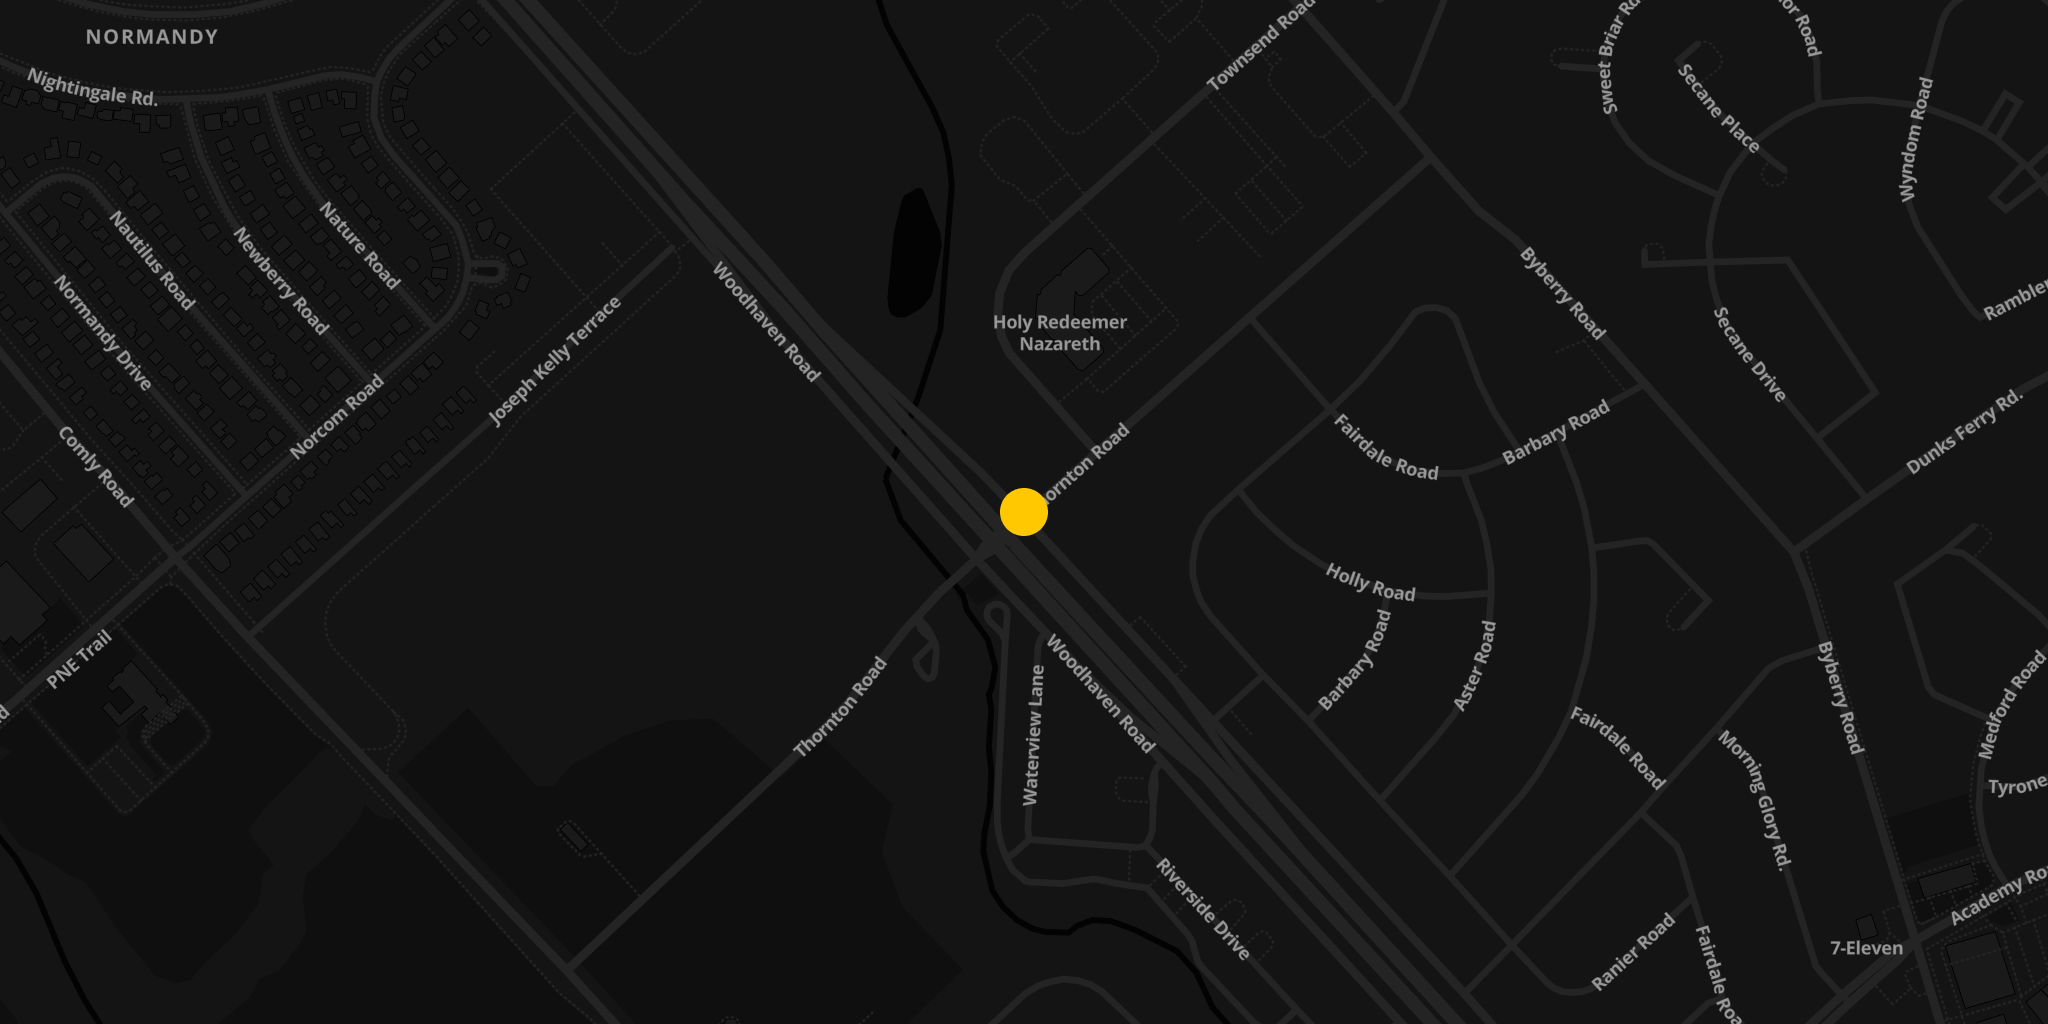 NORMANDY
Nightingale Rd.
Townsend Road
Sweet Briar Rd
or Road
Secane Place
Wyndom Road
Nautilus Road
Newberry Road
Nature Road
Normandy Drive
Woodhaven Road
Joseph Kelly Terrace
Holy Redeemer
Nazareth
Byberry Road
Rambler
Secane Drive
Norcom Road
Comly Road
Fairdale Road
Barbary Road
Dunks Ferry Rd.
ornton Road
Holly Road
Barbary Road
Aster Road
PNE Trail
Thornton Road
Waterview Lane
Woodhaven Road
Byberry Road
Medford Road
Fairdale Road
Morning Glory Rd.
Tyrone
Riverside Drive
Academy Ro
Ranier Road
Fairdale Roa
7-Eleven